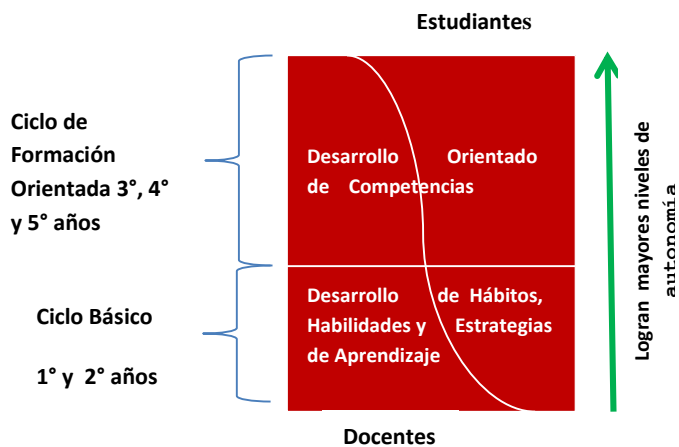 Estudiantes
Ciclo de
Formación
Orientada 3°, 4°
y 5° años
Desarrollo Orientado
de Competencias
Ciclo Básico
1° y 2° años
Desarrollo de Hábitos,
Habilidades y Estrategias
de Aprendizaje
Docentes
Logran mayores niveles de
autonomía